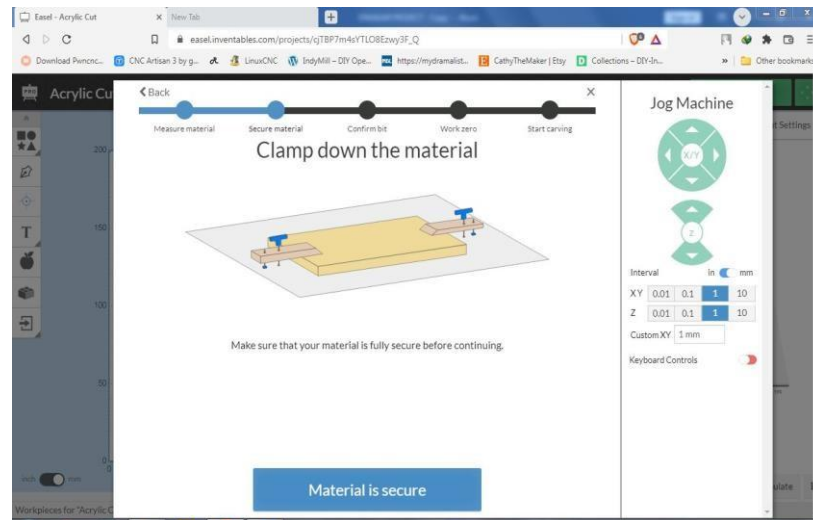 Easel - Acrylic Cut
New Tab
easel.inventables.com/projects/cjTBP7m4sYTLO8Ezwy3F_Q
Download Pwncnc... CNC Artisan 3 by g... LinuxCNC IndyMill – DIY Ope... https://mydramalist... CathyTheMaker | Etsy Collections – DIY-In... » Other bookmarks
PRO Acrylic Cu
Back
Measure material Secure material Confirm bit Work zero Start carving
Clamp down the material
Make sure that your material is fully secure before continuing.
Material is secure
Jog Machine
X/Y
Z
Interval in mm
XY 0.01 0.1 1 10
Z 0.01 0.1 1 10
Custom XY 1 mm
Keyboard Controls
t Settings
T
200
150
100
50
0
0
inch mm
ulate
Workpieces for "Acrylic C